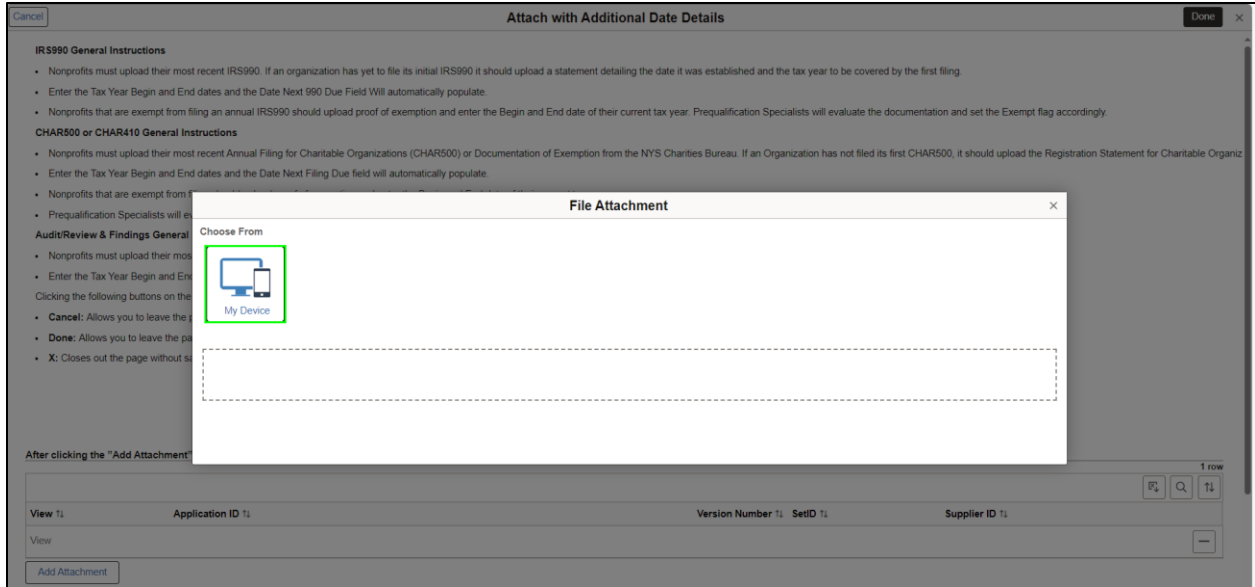 Cancel
Attach with Additional Date Details
Done
IRS990 General Instructions
• Nonprofits must upload their most recent IRS990. If an organization has yet to file its initial IRS990 it should upload a statement detailing the date it was established and the tax year to be covered by the first filing.
• Enter the Tax Year Begin and End dates and the Date Next 990 Due Field Will automatically populate.
• Nonprofits that are exempt from filing an annual IRS990 should upload proof of exemption and enter the Begin and End date of their current tax year. Prequalification Specialists will evaluate the documentation and set the Exempt flag accordingly.
CHAR500 or CHAR410 General Instructions
• Nonprofits must upload their most recent Annual Filing for Charitable Organizations (CHAR500) or Documentation of Exemption from the NYS Charities Bureau. If an Organization has not filed its first CHAR500, it should upload the Registration Statement for Charitable Organiz
• Enter the Tax Year Begin and End dates and the Date Next Filing Due field will automatically populate.
• Nonprofits that are exempt from
• Prequalification Specialists will
Audit/Review & Findings General
• Nonprofits must upload their mos
• Enter the Tax Year Begin and En
Clicking the following buttons on the
• Cancel: Allows you to leave the
• Done: Allows you to leave the pa
• X: Closes out the page without sa
File Attachment
Choose From
My Device
After clicking the "Add Attachment"
1 row
View Application ID Version Number SetID Supplier ID
View
Add Attachment